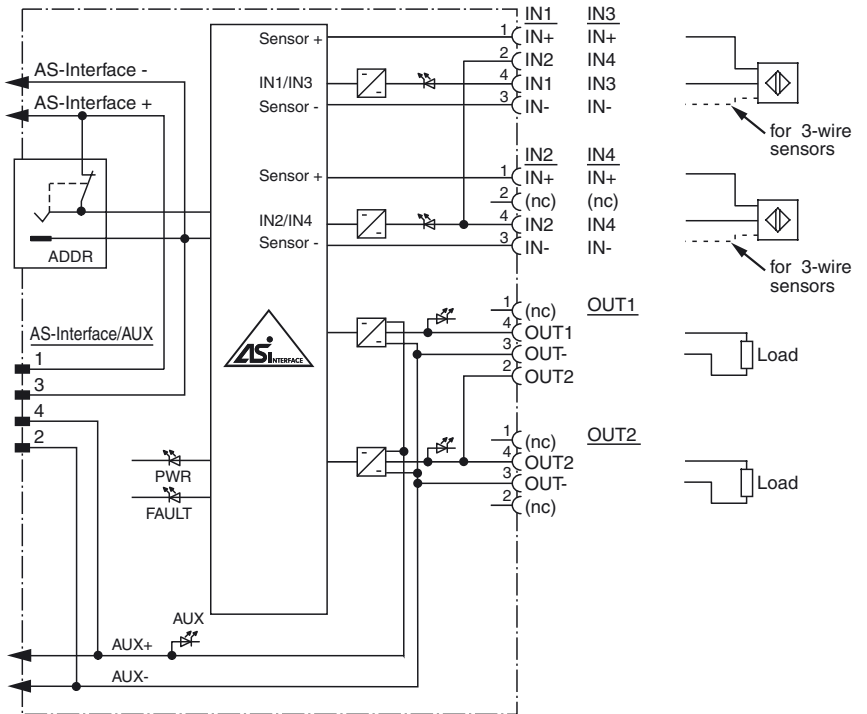 AS-Interface -
AS-Interface +
ADDR
AS-Interface/AUX
1
3
4
2
PWR
FAULT
AUX
AUX+
AUX-
Sensor +
IN1/IN3
Sensor -
Sensor +
IN2/IN4
Sensor -
ASi INTERFACE
IN1 IN3
1 IN+ IN+
2 IN2 IN4
4 IN1 IN3
3 IN- IN-
for 3-wire
sensors
IN2 IN4
1 IN+ IN+
2 (nc) (nc)
4 IN2 IN4
3 IN- IN-
for 3-wire
sensors
OUT1
1 (nc)
4 OUT1
3 OUT-
2 OUT2
Load
OUT2
1 (nc)
4 OUT2
3 OUT-
2 (nc)
Load